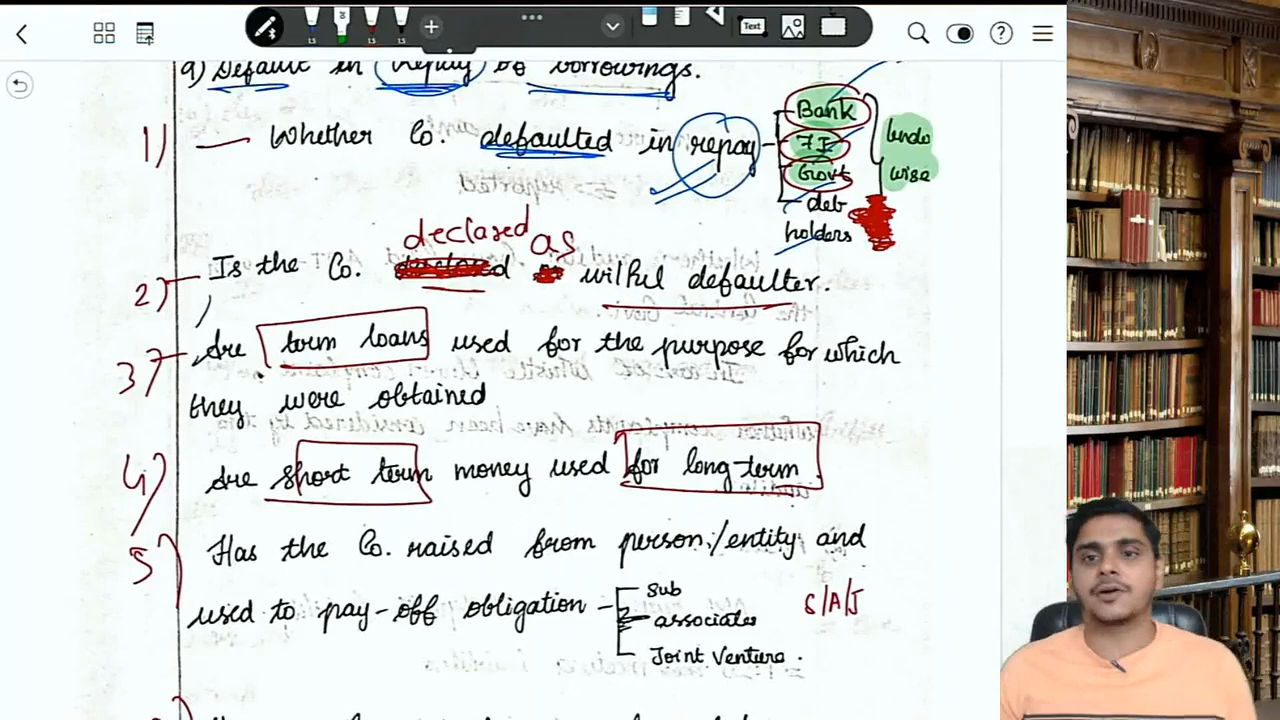 Text
9) Default in (Repay) of borrowings.
1) — Whether Co. defaulted in repay
Bank
FI
Govt
deb
holders
wise
declared as
2) Is the Co. wilful defaulter.
3) Are term loans used for the purpose for which
they were obtained
4) Are short term money used for long-term
5) Has the Co. raised from person/entity and
used to pay-off obligation
Sub
associates
Joint Venture.
S/A/J